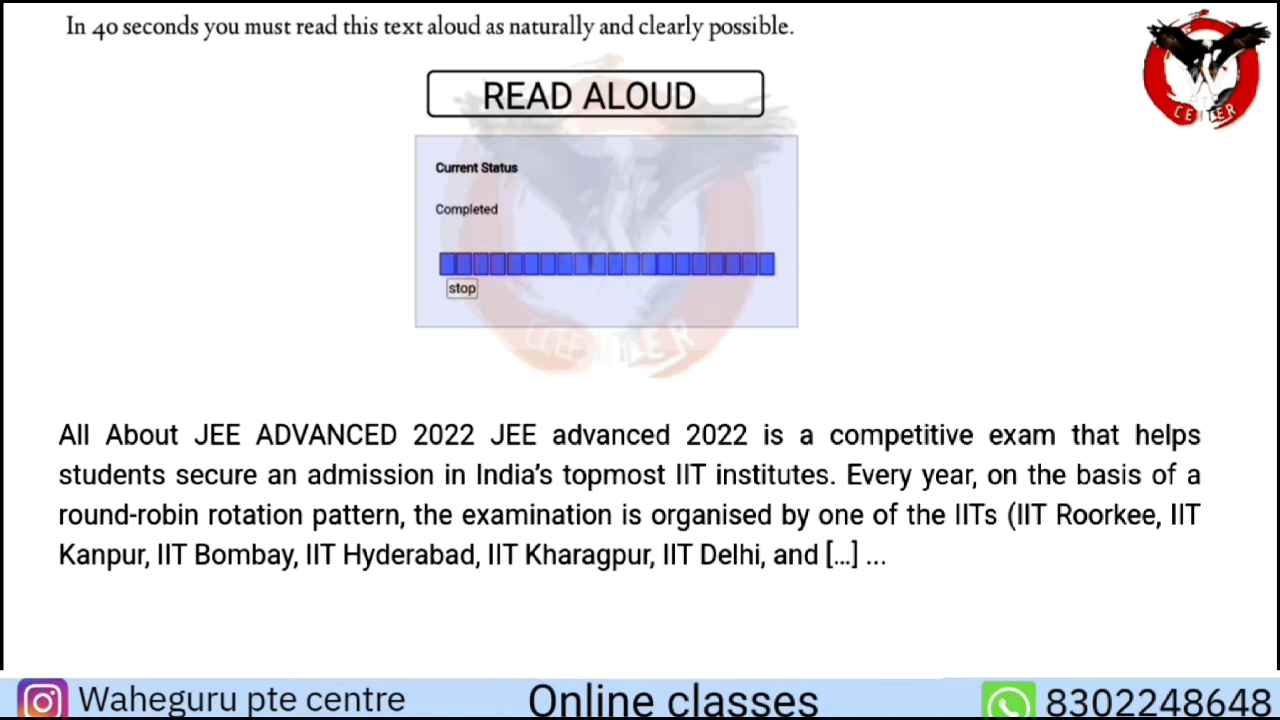 In 40 seconds you must read this text aloud as naturally and clearly possible.
CENTER
READ ALOUD
Current Status
Completed
stop
All About JEE ADVANCED 2022 JEE advanced 2022 is a competitive exam that helps
students secure an admission in India’s topmost IIT institutes. Every year, on the basis of a
round-robin rotation pattern, the examination is organised by one of the IITs (IIT Roorkee, IIT
Kanpur, IIT Bombay, IIT Hyderabad, IIT Kharagpur, IIT Delhi, and [...] ...
Waheguru pte centre
Online classes
8302248648